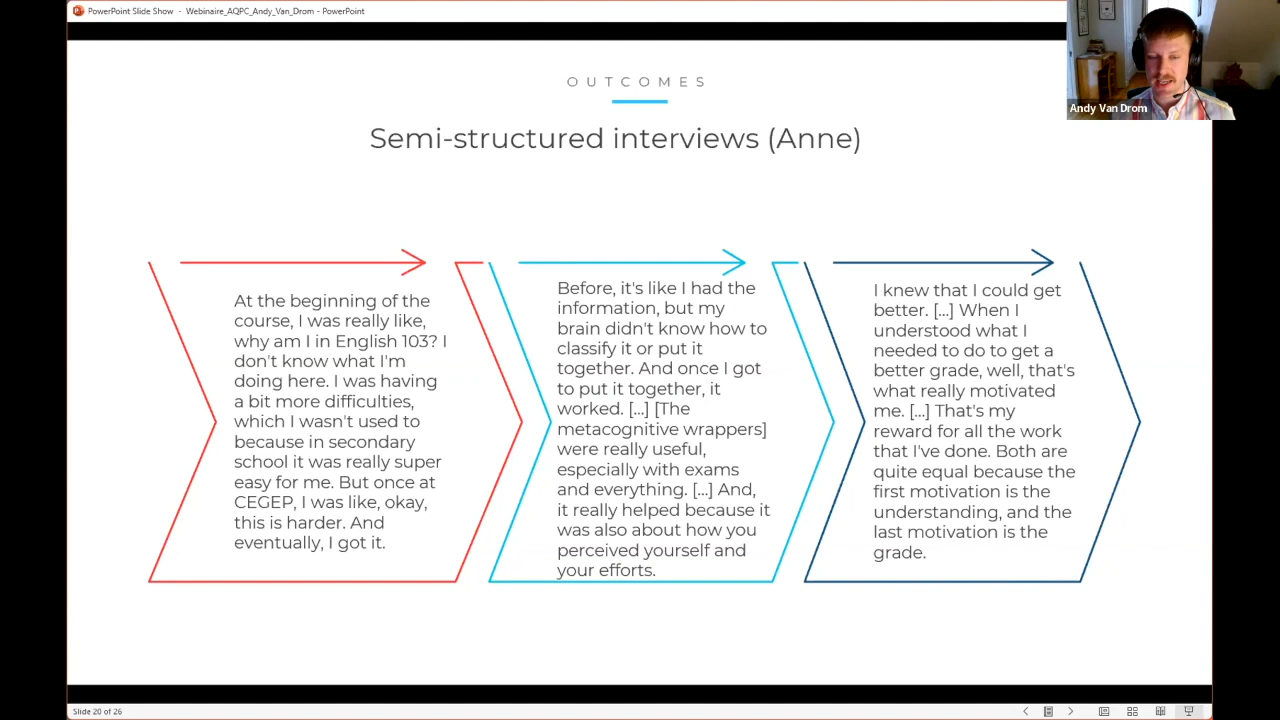 PowerPoint Slide Show - Webinaire_AQPC_Andy_Van_Drom - PowerPoint
Andy Van Drom
OUTCOMES
Semi-structured interviews (Anne)
At the beginning of the
course, I was really like,
why am I in English 103? I
don't know what I'm
doing here. I was having
a bit more difficulties,
which I wasn't used to
because in secondary
school it was really super
easy for me. But once at
CEGEP, I was like, okay,
this is harder. And
eventually, I got it.
Before, it's like I had the
information, but my
brain didn't know how to
classify it or put it
together. And once I got
to put it together, it
worked. […] [The
metacognitive wrappers]
were really useful,
especially with exams
and everything. […] And,
it really helped because it
was also about how you
perceived yourself and
your efforts.
I knew that I could get
better. […] When I
understood what I
needed to do to get a
better grade, well, that's
what really motivated
me. […] That's my
reward for all the work
that I've done. Both are
quite equal because the
first motivation is the
understanding, and the
last motivation is the
grade.
Slide 20 of 26